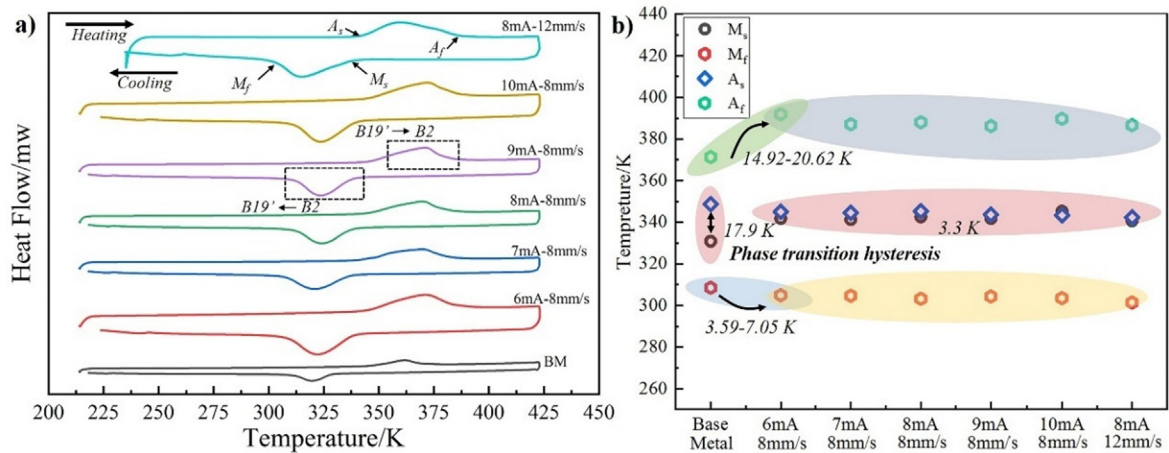 a)
Heating
Cooling
As
Af
Mf
Ms
8mA-12mm/s
10mA-8mm/s
B19’ → B2
9mA-8mm/s
B19’ ← B2
8mA-8mm/s
7mA-8mm/s
6mA-8mm/s
BM
Heat Flow/mw
200 225 250 275 300 325 350 375 400 425 450
Temperature/K
b)
Ms
Mf
As
Af
440
420
400
380
360
340
320
300
280
260
Tempreture/K
14.92-20.62 K
17.9 K
3.3 K
Phase transition hysteresis
3.59-7.05 K
Base 6mA 7mA 8mA 9mA 10mA 8mA
Metal 8mm/s 8mm/s 8mm/s 8mm/s 8mm/s 12mm/s